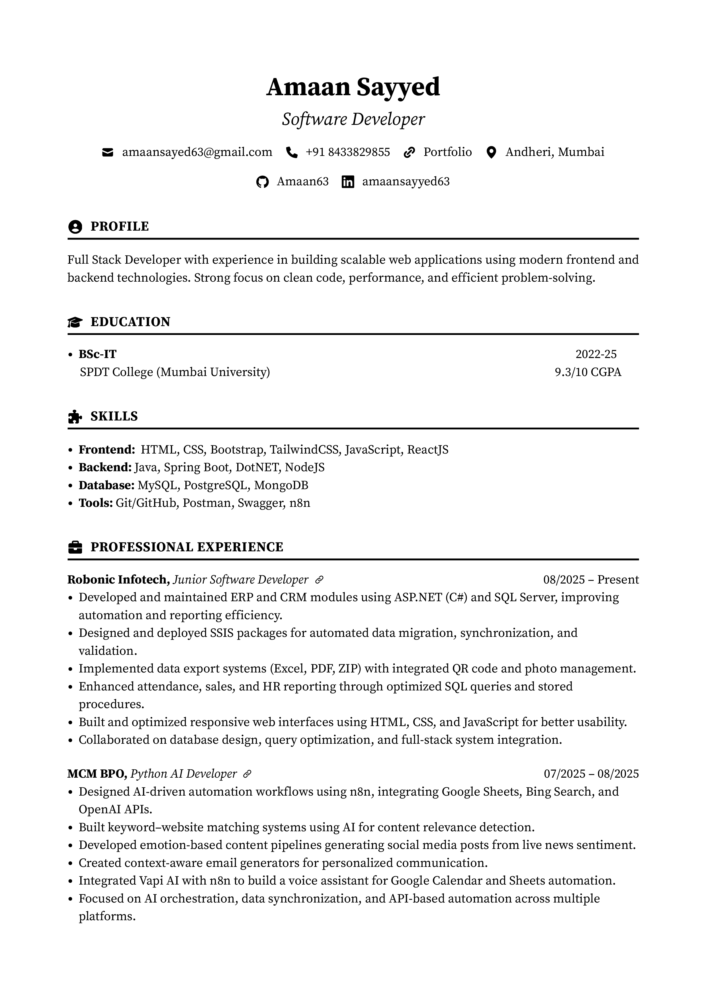 Amaan Sayyed
Software Developer
amaansayed63@gmail.com +91 8433829855 Portfolio Andheri, Mumbai
Amaan63 amaansayyed63
PROFILE
Full Stack Developer with experience in building scalable web applications using modern frontend and
backend technologies. Strong focus on clean code, performance, and efficient problem-solving.
EDUCATION
• BSc-IT 2022-25
SPDT College (Mumbai University) 9.3/10 CGPA
SKILLS
• Frontend: HTML, CSS, Bootstrap, TailwindCSS, JavaScript, ReactJS
• Backend: Java, Spring Boot, DotNET, NodeJS
• Database: MySQL, PostgreSQL, MongoDB
• Tools: Git/GitHub, Postman, Swagger, n8n
PROFESSIONAL EXPERIENCE
Robonic Infotech, Junior Software Developer 08/2025 – Present
• Developed and maintained ERP and CRM modules using ASP.NET (C#) and SQL Server, improving
automation and reporting efficiency.
• Designed and deployed SSIS packages for automated data migration, synchronization, and
validation.
• Implemented data export systems (Excel, PDF, ZIP) with integrated QR code and photo management.
• Enhanced attendance, sales, and HR reporting through optimized SQL queries and stored
procedures.
• Built and optimized responsive web interfaces using HTML, CSS, and JavaScript for better usability.
• Collaborated on database design, query optimization, and full-stack system integration.
MCM BPO, Python AI Developer 07/2025 – 08/2025
• Designed AI-driven automation workflows using n8n, integrating Google Sheets, Bing Search, and
OpenAI APIs.
• Built keyword–website matching systems using AI for content relevance detection.
• Developed emotion-based content pipelines generating social media posts from live news sentiment.
• Created context-aware email generators for personalized communication.
• Integrated Vapi AI with n8n to build a voice assistant for Google Calendar and Sheets automation.
• Focused on AI orchestration, data synchronization, and API-based automation across multiple
platforms.